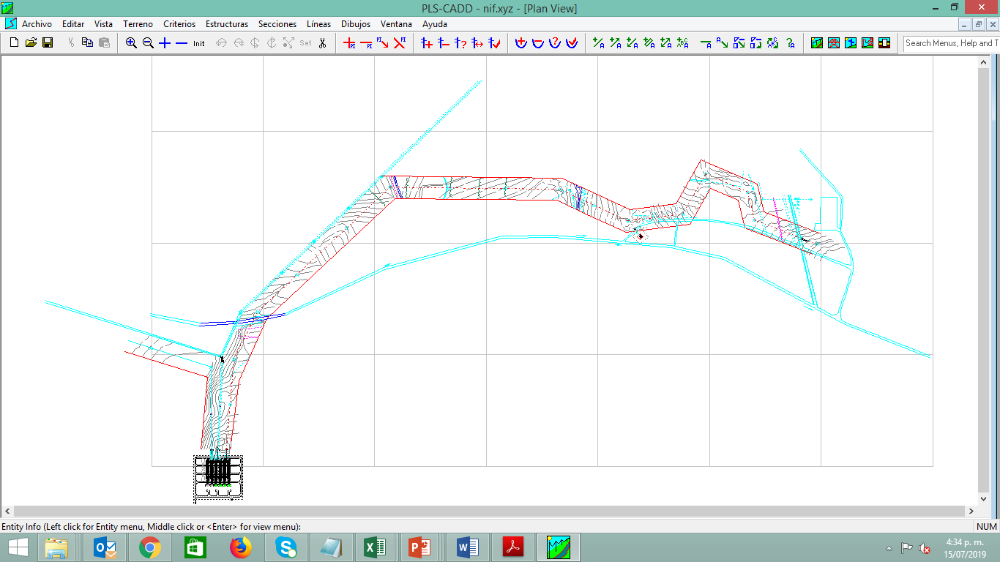 PLS-CADD - nif.xyz - [Plan View]
Archivo Editar Vista Terreno Criterios Estructuras Secciones Líneas Dibujos Ventana Ayuda
Init Set Search Menus, Help and T
Entity Info (Left click for Entity menu, Middle click or <Enter> for view menu): NUM
4:34 p. m.
15/07/2019